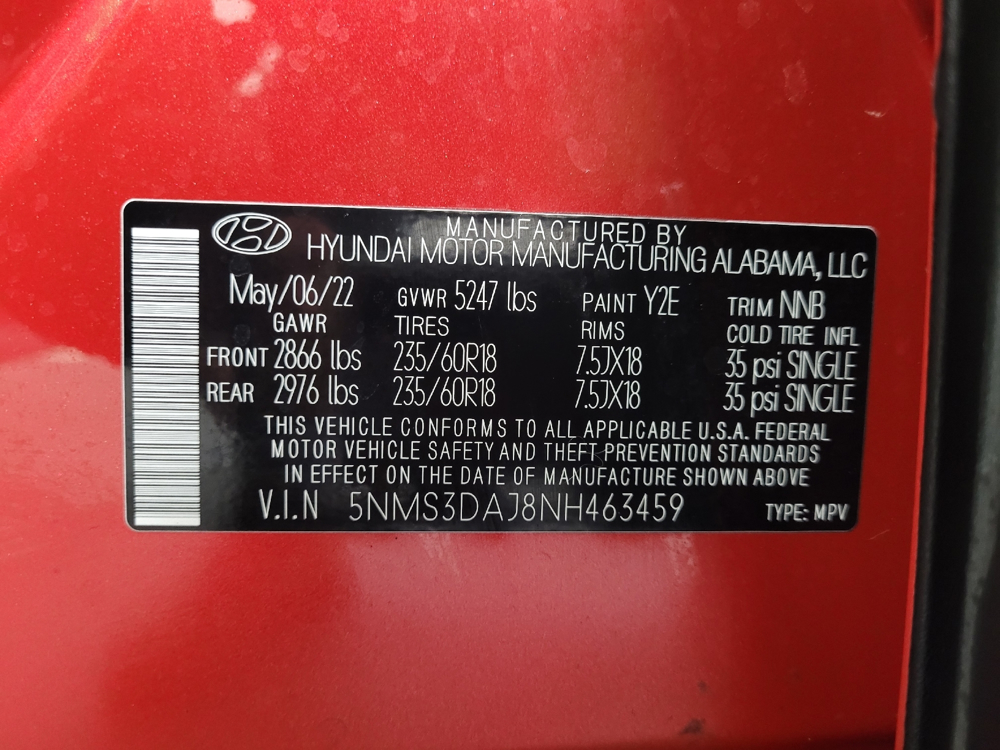 MANUFACTURED BY
HYUNDAI MOTOR MANUFACTURING ALABAMA, LLC
May/06/22 GVWR 5247 lbs PAINT Y2E TRIM NNB
GAWR TIRES RIMS COLD TIRE INFL
FRONT 2866 lbs 235/60R18 7.5JX18 35 psi SINGLE
REAR 2976 lbs 235/60R18 7.5JX18 35 psi SINGLE
THIS VEHICLE CONFORMS TO ALL APPLICABLE U.S.A. FEDERAL
MOTOR VEHICLE SAFETY AND THEFT PREVENTION STANDARDS
IN EFFECT ON THE DATE OF MANUFACTURE SHOWN ABOVE
V.I.N 5NMS3DAJ8NH463459 TYPE: MPV